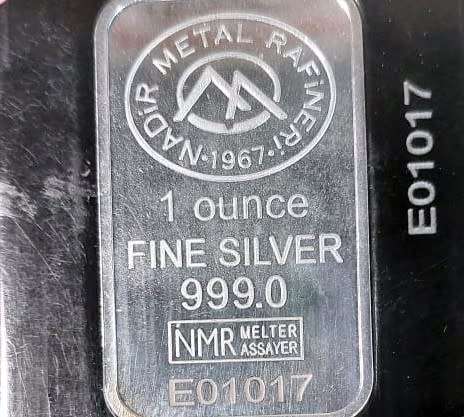 NADIR METAL RAFİNERİ
·1967·
1 ounce
FINE SILVER
999.0
NMR MELTER
ASSAYER
E01017
E01017